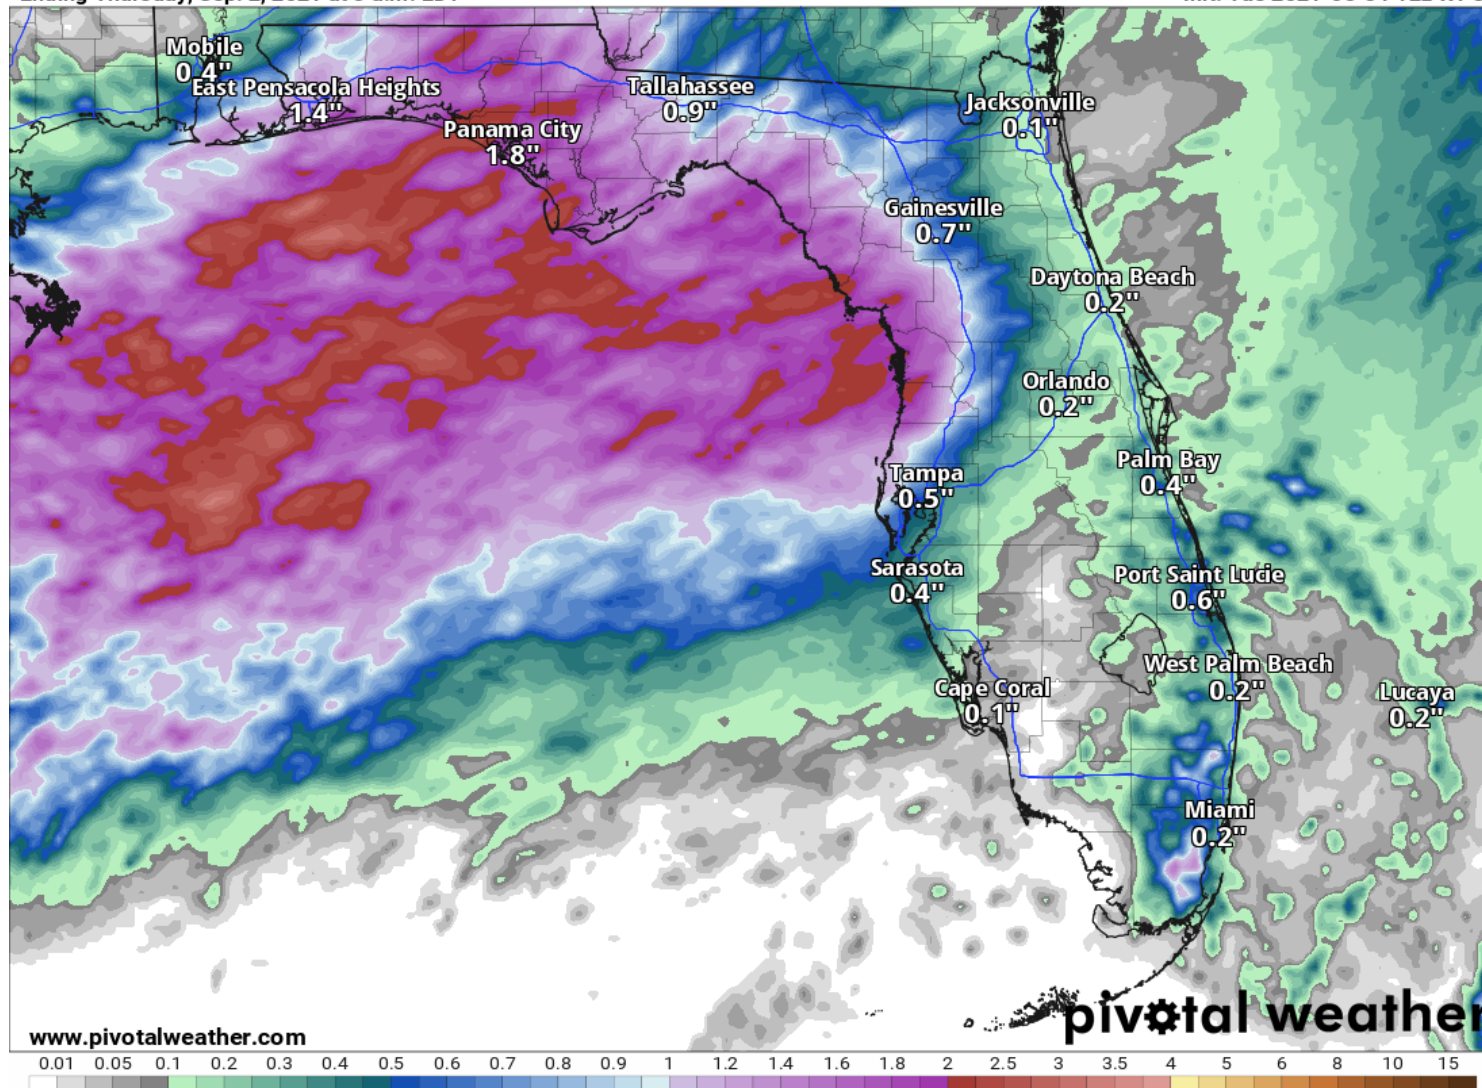 Mobile
0.4"
East Pensacola Heights
1.4"
Tallahassee
0.9"
Jacksonville
0.1"
Panama City
1.8"
Gainesville
0.7"
Daytona Beach
0.2"
Orlando
0.2"
Tampa
0.5"
Palm Bay
0.4"
Sarasota
0.4"
Port Saint Lucie
0.6"
West Palm Beach
0.2"
Cape Coral
0.1"
Lucaya
0.2"
Miami
0.2"
pivotal weather
www.pivotalweather.com
0.01 0.05 0.1 0.2 0.3 0.4 0.5 0.6 0.7 0.8 0.9 1 1.2 1.4 1.6 1.8 2 2.5 3 3.5 4 5 6 8 10 15